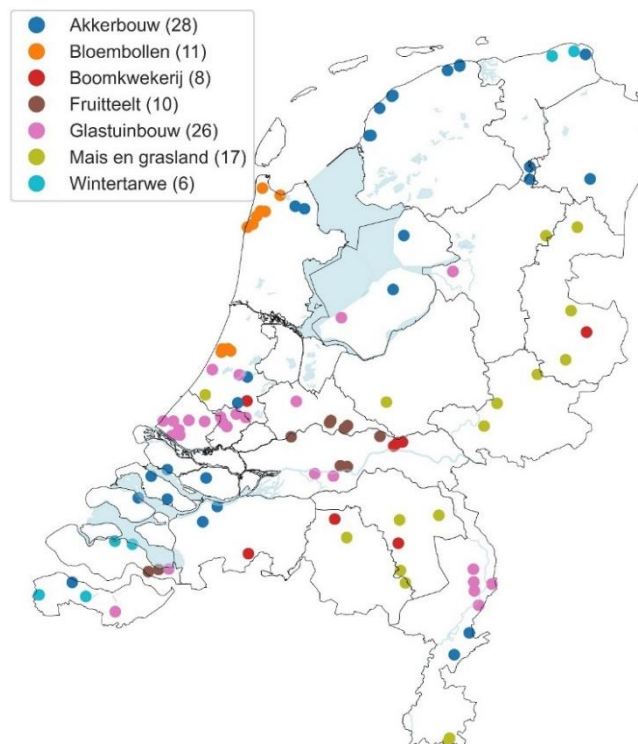 Akkerbouw (28)
Bloembollen (11)
Boomkwekerij (8)
Fruitteelt (10)
Glastuinbouw (26)
Mais en grasland (17)
Wintertarwe (6)